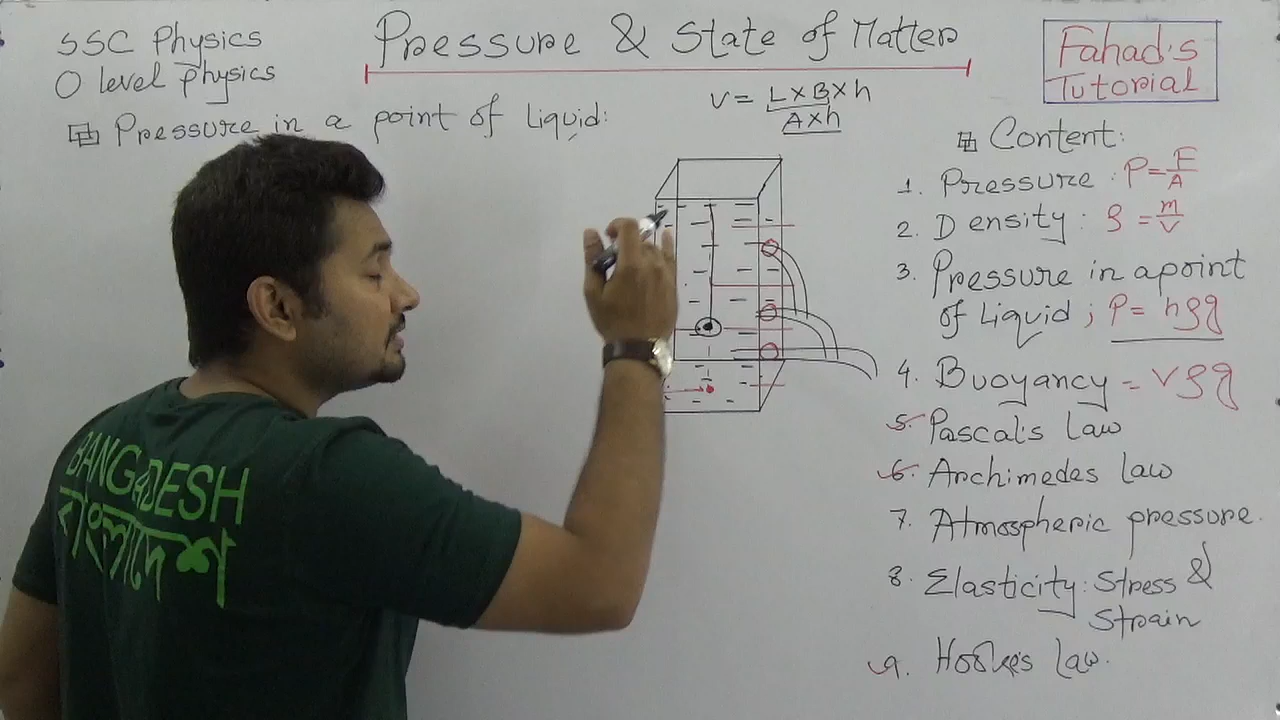 SSC Physics
O level physics
Pressure & State of Matter
Fahad's
Tutorial
Pressure in a point of Liquid:
V = L×B×h
A×h
Content:
1. Pressure: P=F/A
2. Density: ρ=m/V
3. Pressure in a point
of Liquid; P= hρg
4. Buoyancy = Vρg
5. Pascal's law
6. Archimedes law
7. Atmospheric pressure.
8. Elasticity: Stress &
Strain
9. Hooke's law.
BANGLADESH
বাংলাদেশ